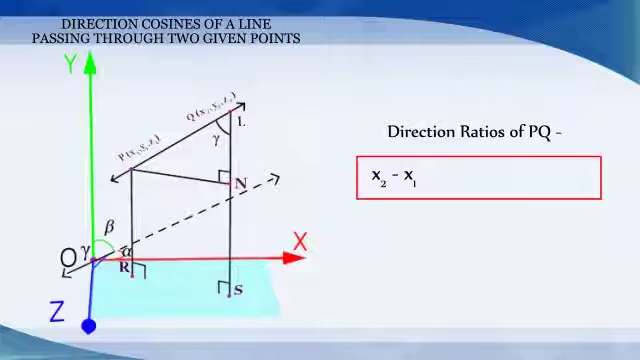 DIRECTION COSINES OF A LINE
PASSING THROUGH TWO GIVEN POINTS
Y
Q(x₂,y₂,z₂)
L
P(x₁,y₁,z₁)
γ
Direction Ratios of PQ -
x₂ - x₁
N
β
X
O
γ
α
R
S
Z